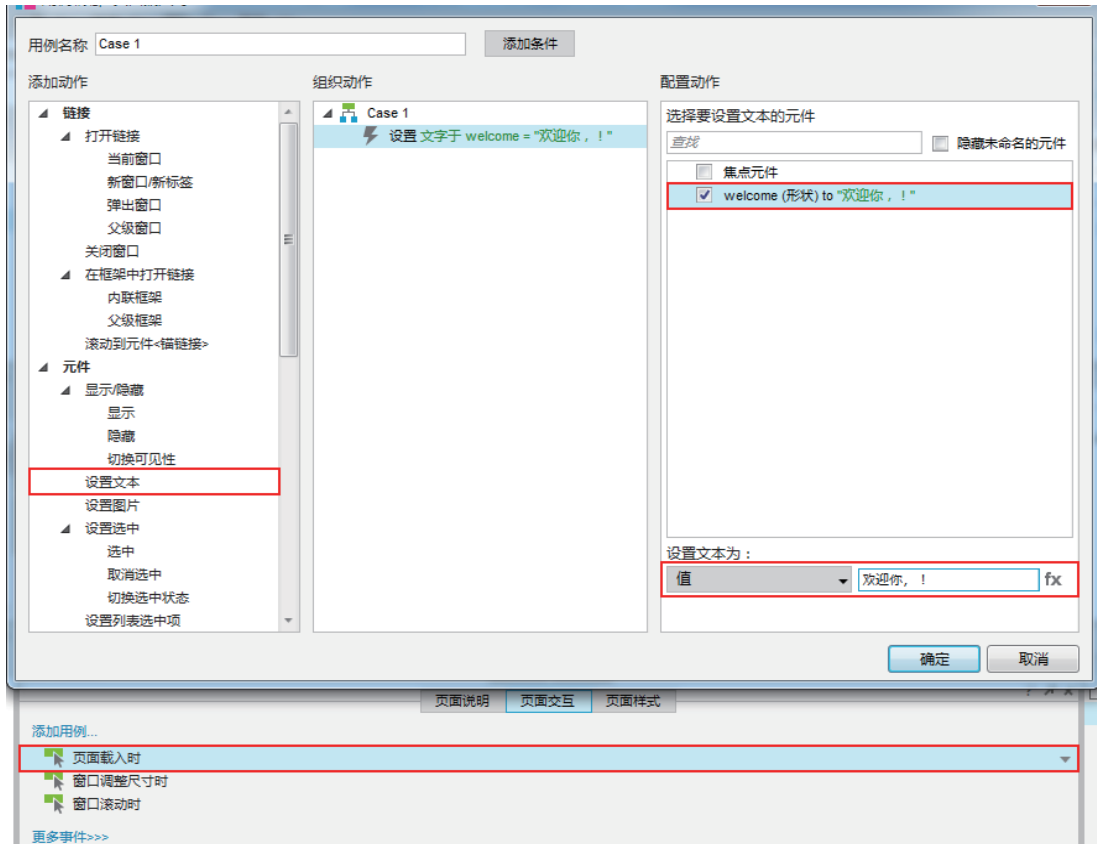 用例名称 Case 1 添加条件
添加动作 组织动作 配置动作
链接
打开链接
当前窗口
新窗口/新标签
弹出窗口
父级窗口
关闭窗口
在框架中打开链接
内联框架
父级框架
滚动到元件<锚链接>
元件
显示/隐藏
显示
隐藏
切换可见性
设置文本
设置图片
设置选中
选中
取消选中
切换选中状态
设置列表选中项
Case 1
设置 文字于 welcome = "欢迎你，！"
选择要设置文本的元件
查找 隐藏未命名的元件
焦点元件
welcome (形状) to "欢迎你，！"
设置文本为：
值 欢迎你，！ fx
确定 取消
页面说明 页面交互 页面样式
添加用例...
页面载入时
窗口调整尺寸时
窗口滚动时
更多事件>>>